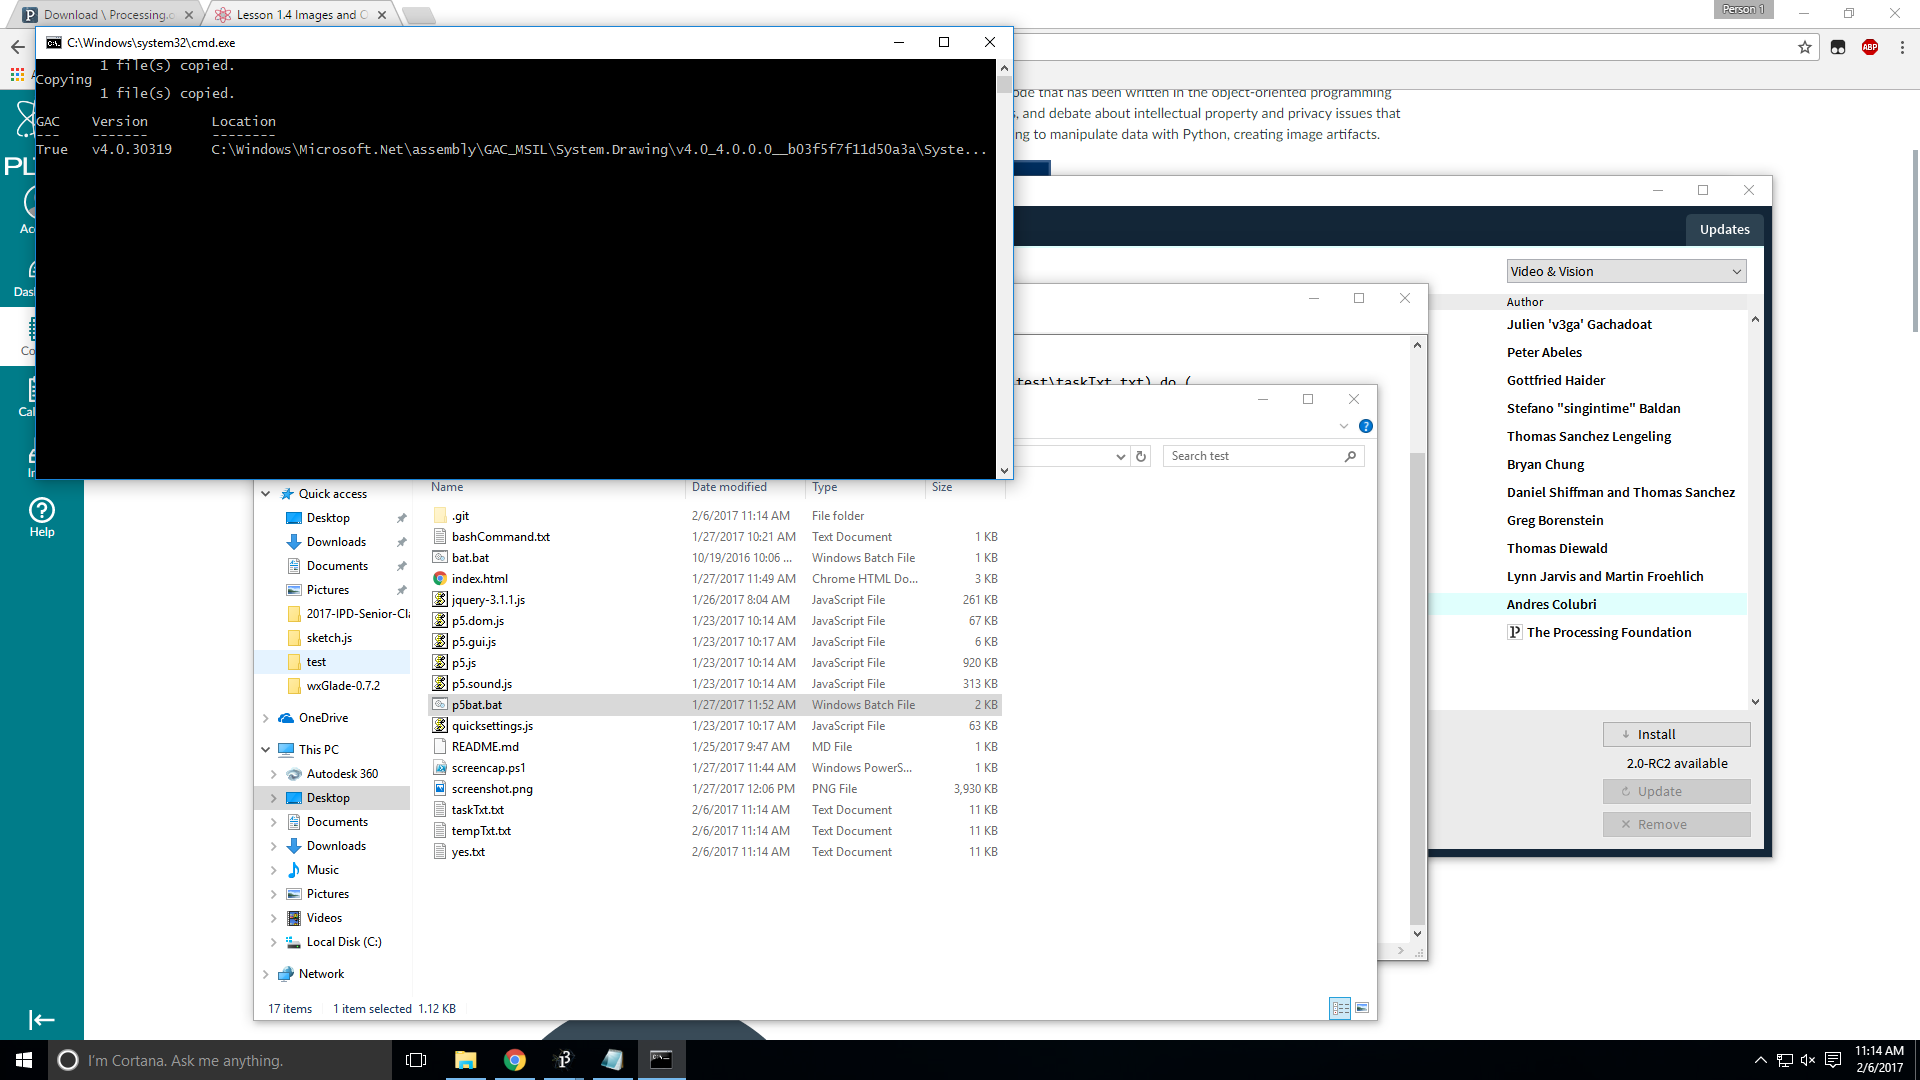 Download \ Processing.o
Lesson 1.4 Images and O
Person 1
C:\Windows\system32\cmd.exe
1 file(s) copied.
Copying
1 file(s) copied.
GAC Version Location
--- ------- --------
True v4.0.30319 C:\Windows\Microsoft.Net\assembly\GAC_MSIL\System.Drawing\v4.0_4.0.0.0__b03f5f7f11d50a3a\Syste...
ABP
ode that has been written in the object-oriented programming
s, and debate about intellectual property and privacy issues that
ng to manipulate data with Python, creating image artifacts.
PL
Acc
Dash
Co
Cal
In
Help
Updates
Video & Vision
Author
Julien 'v3ga' Gachadoat
Peter Abeles
Gottfried Haider
Stefano "singintime" Baldan
Thomas Sanchez Lengeling
Bryan Chung
Daniel Shiffman and Thomas Sanchez
Greg Borenstein
Thomas Diewald
Lynn Jarvis and Martin Froehlich
Andres Colubri
The Processing Foundation
Install
2.0-RC2 available
Update
Remove
test\taskTxt.txt) do (
Search test
Quick access
Desktop
Downloads
Documents
Pictures
2017-IPD-Senior-Cla
sketch.js
test
wxGlade-0.7.2
OneDrive
This PC
Autodesk 360
Desktop
Documents
Downloads
Music
Pictures
Videos
Local Disk (C:)
Network
Name Date modified Type Size
.git 2/6/2017 11:14 AM File folder
bashCommand.txt 1/27/2017 10:21 AM Text Document 1 KB
bat.bat 10/19/2016 10:06 ... Windows Batch File 1 KB
index.html 1/27/2017 11:49 AM Chrome HTML Do... 3 KB
jquery-3.1.1.js 1/26/2017 8:04 AM JavaScript File 261 KB
p5.dom.js 1/23/2017 10:14 AM JavaScript File 67 KB
p5.gui.js 1/23/2017 10:17 AM JavaScript File 6 KB
p5.js 1/23/2017 10:14 AM JavaScript File 920 KB
p5.sound.js 1/23/2017 10:14 AM JavaScript File 313 KB
p5bat.bat 1/27/2017 11:52 AM Windows Batch File 2 KB
quicksettings.js 1/23/2017 10:17 AM JavaScript File 63 KB
README.md 1/25/2017 9:47 AM MD File 1 KB
screencap.ps1 1/27/2017 11:44 AM Windows PowerS... 1 KB
screenshot.png 1/27/2017 12:06 PM PNG File 3,930 KB
taskTxt.txt 2/6/2017 11:14 AM Text Document 11 KB
tempTxt.txt 2/6/2017 11:14 AM Text Document 11 KB
yes.txt 2/6/2017 11:14 AM Text Document 11 KB
17 items 1 item selected 1.12 KB
I'm Cortana. Ask me anything.
11:14 AM
2/6/2017